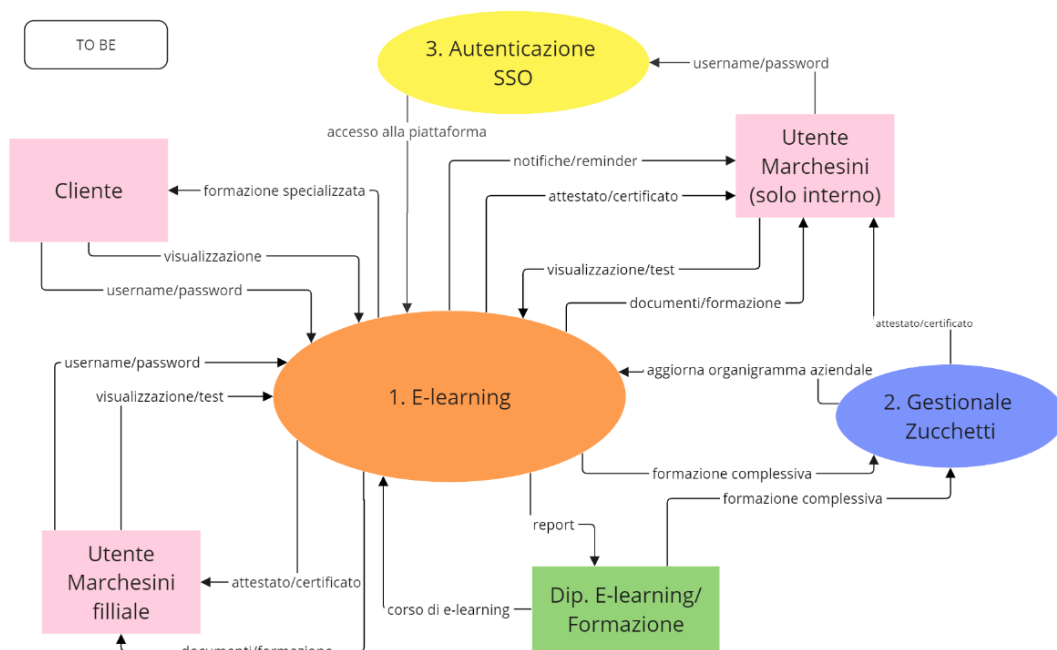 TO BE
3. Autenticazione
SSO
username/password
accesso alla piattaforma
Utente
Marchesini
(solo interno)
notifiche/reminder
Cliente
formazione specializzata
attestato/certificato
visualizzazione
visualizzazione/test
username/password
documenti/formazione
attestato/certificato
username/password
aggiorna organigramma aziendale
visualizzazione/test
1. E-learning
2. Gestionale
Zucchetti
formazione complessiva
formazione complessiva
report
Utente
Marchesini
filliale
attestato/certificato
corso di e-learning
Dip. E-learning/
Formazione
documenti/formazione